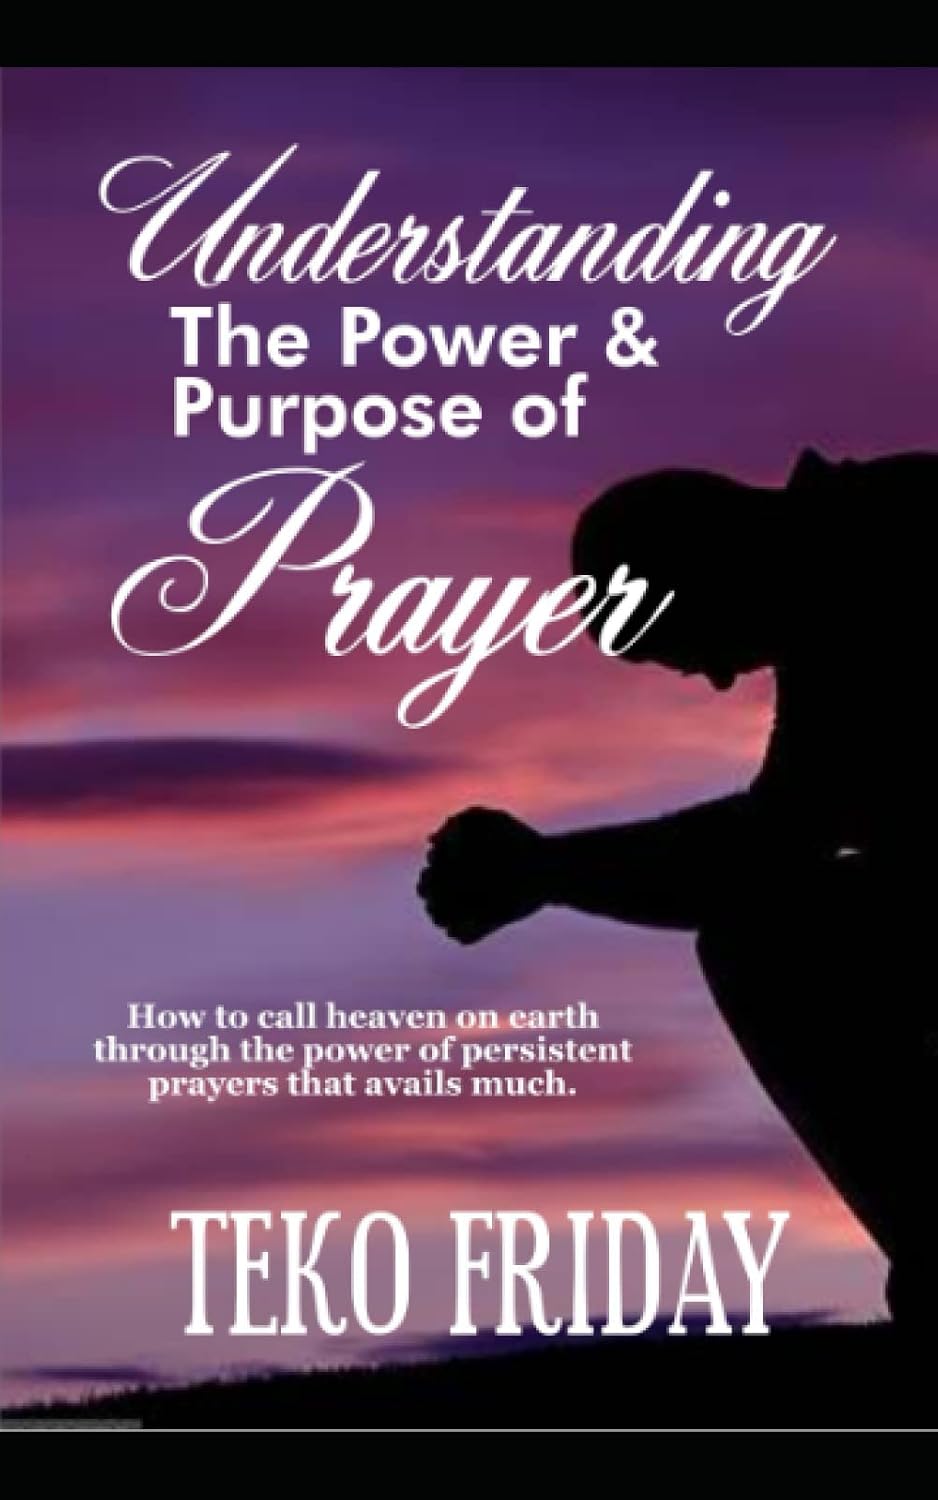 Understanding
The Power &
Purpose of
Prayer
How to call heaven on earth
through the power of persistent
prayers that avails much.
TEKO FRIDAY